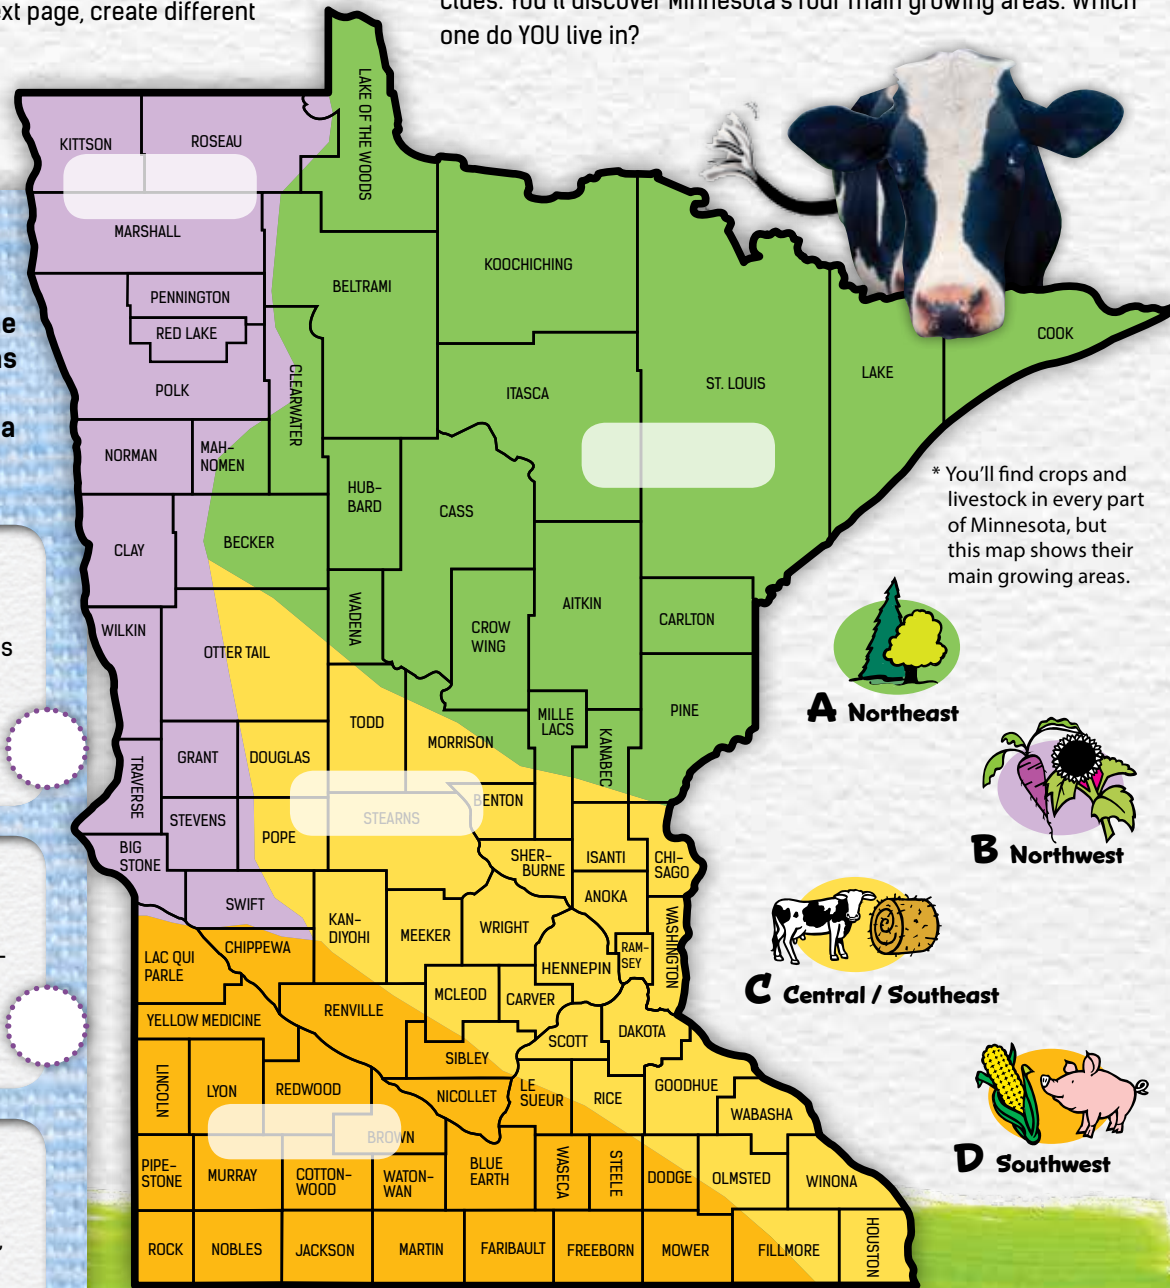 ext page, create different
clues. You'll discover Minnesota's four main growing areas. Which
one do YOU live in?
KITTSON
ROSEAU
LAKE OF THE WOODS
MARSHALL
PENNINGTON
RED LAKE
POLK
BELTRAMI
KOOCHICHING
CLEARWATER
ITASCA
ST. LOUIS
LAKE
COOK
NORMAN
MAH-
NOMEN
HUB-
BARD
CASS
CLAY
BECKER
WADENA
CROW
WING
AITKIN
CARLTON
WILKIN
OTTER TAIL
TODD
MORRISON
MILLE
LACS
KANABEC
PINE
TRAVERSE
GRANT
DOUGLAS
STEVENS
POPE
STEARNS
BENTON
BIG
STONE
SHER-
BURNE
ISANTI
CHI-
SAGO
SWIFT
KAN-
DIYOHI
MEEKER
WRIGHT
ANOKA
WASHINGTON
HENNEPIN
RAM-
SEY
LAC QUI
PARLE
CHIPPEWA
RENVILLE
MCLEOD
CARVER
YELLOW MEDICINE
SCOTT
DAKOTA
SIBLEY
LINCOLN
LYON
REDWOOD
NICOLLET
LE
SUEUR
RICE
GOODHUE
WABASHA
BROWN
PIPE-
STONE
MURRAY
COTTON-
WOOD
WATON-
WAN
BLUE
EARTH
WASECA
STEELE
DODGE
OLMSTED
WINONA
ROCK
NOBLES
JACKSON
MARTIN
FARIBAULT
FREEBORN
MOWER
FILLMORE
HOUSTON
* You'll find crops and
livestock in every part
of Minnesota, but
this map shows their
main growing areas.
A Northeast
B Northwest
C Central / Southeast
D Southwest
e
s
a
s
-